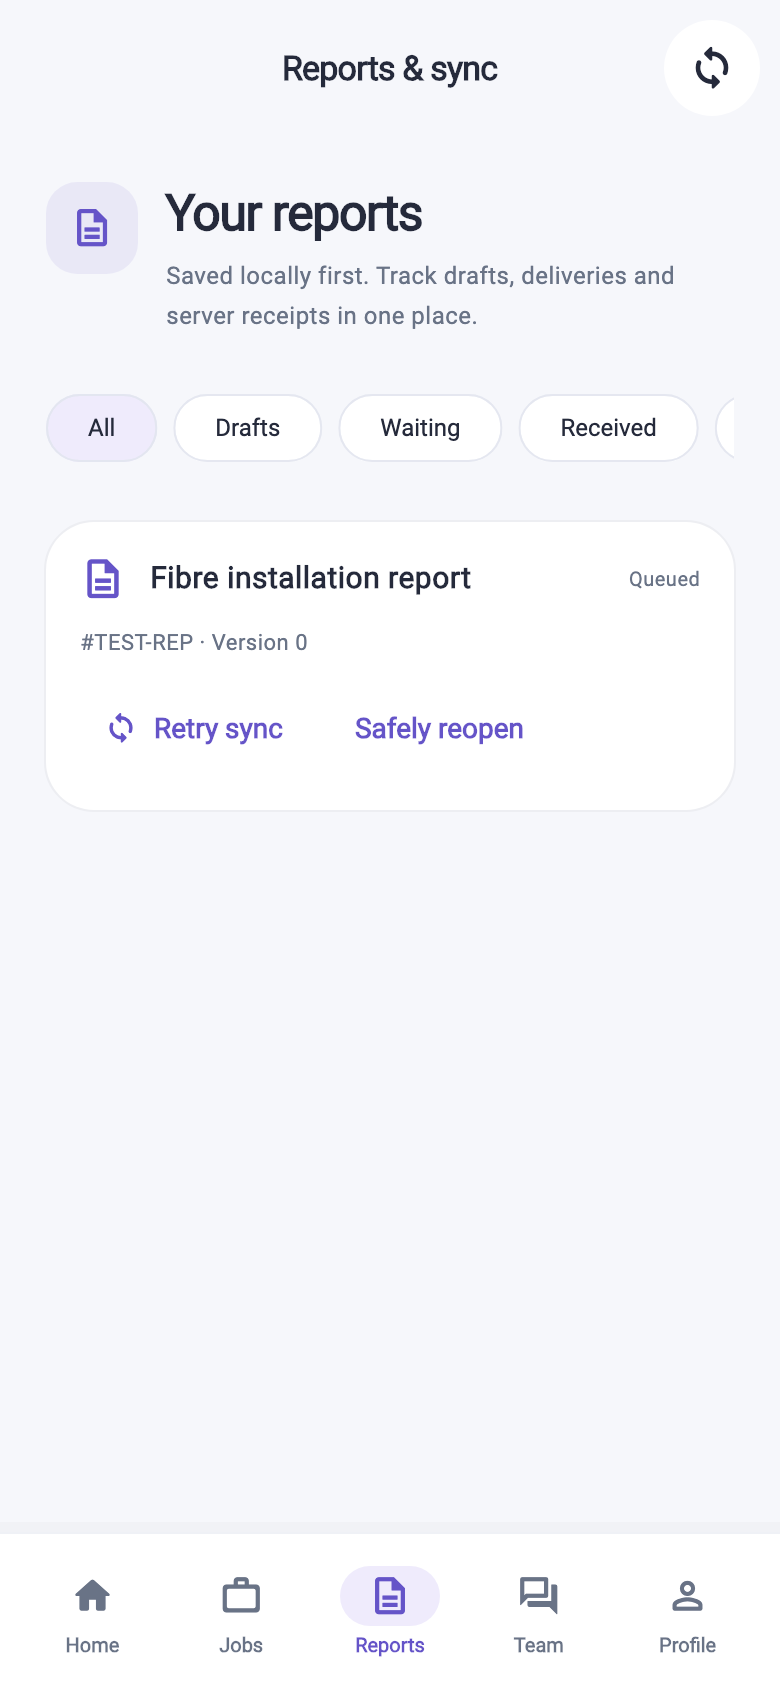 Reports & sync
Your reports
Saved locally first. Track drafts, deliveries and
server receipts in one place.
All
Drafts
Waiting
Received
Fibre installation report
Queued
#TEST-REP · Version 0
Retry sync
Safely reopen
Home
Jobs
Reports
Team
Profile